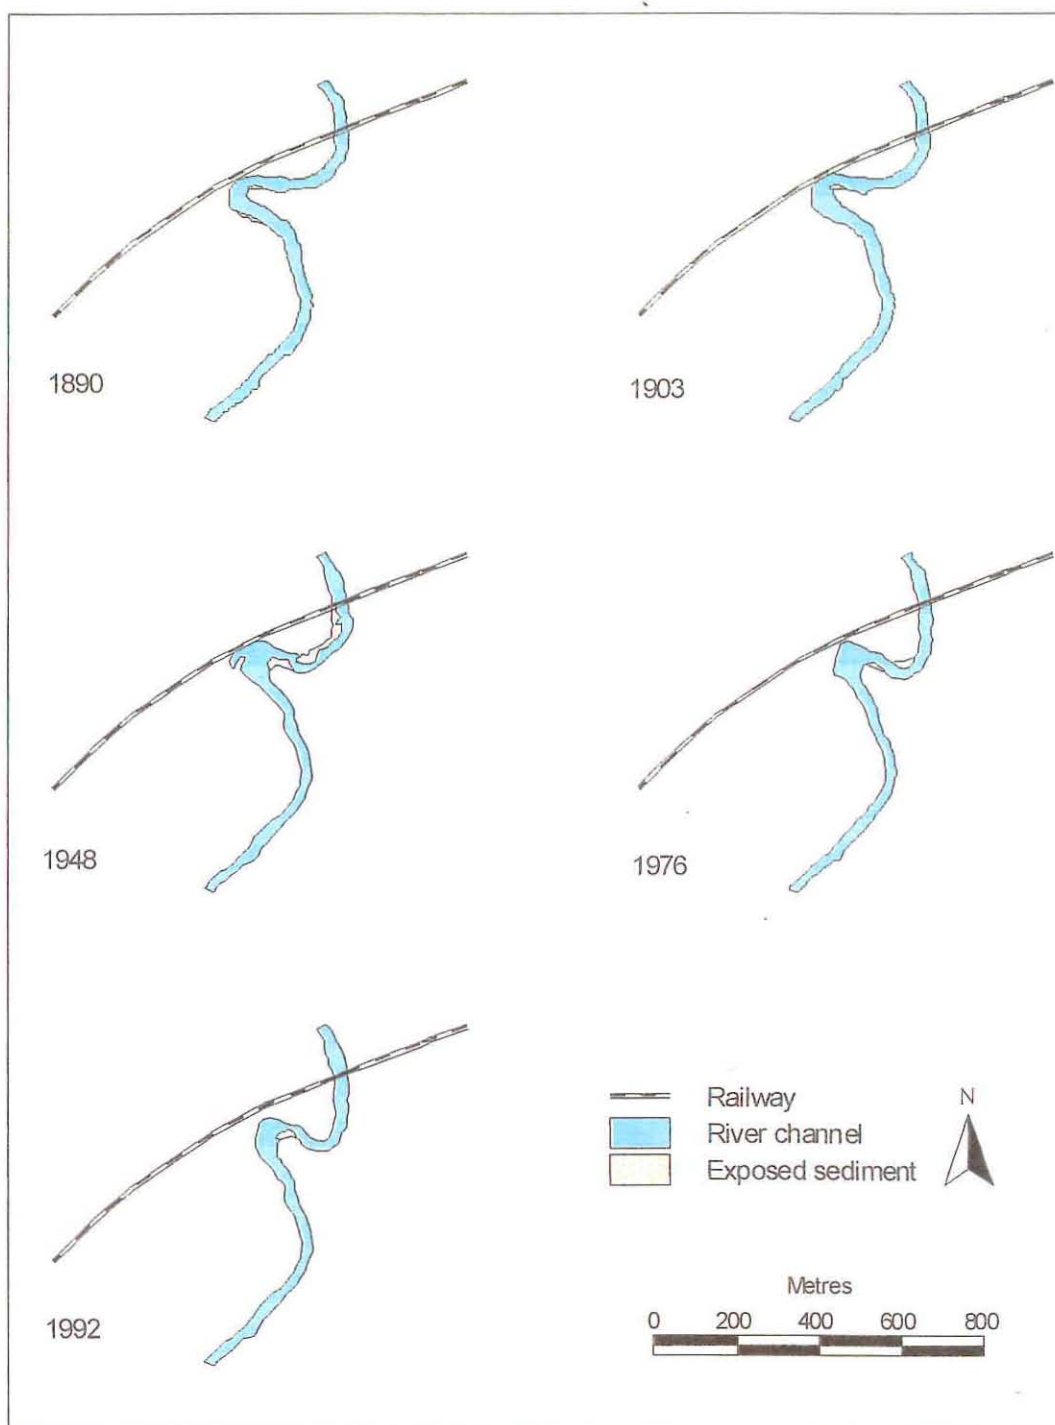 1890
1903
1948
1976
1992
Railway
River channel
Exposed sediment
N
Metres
0 200 400 600 800